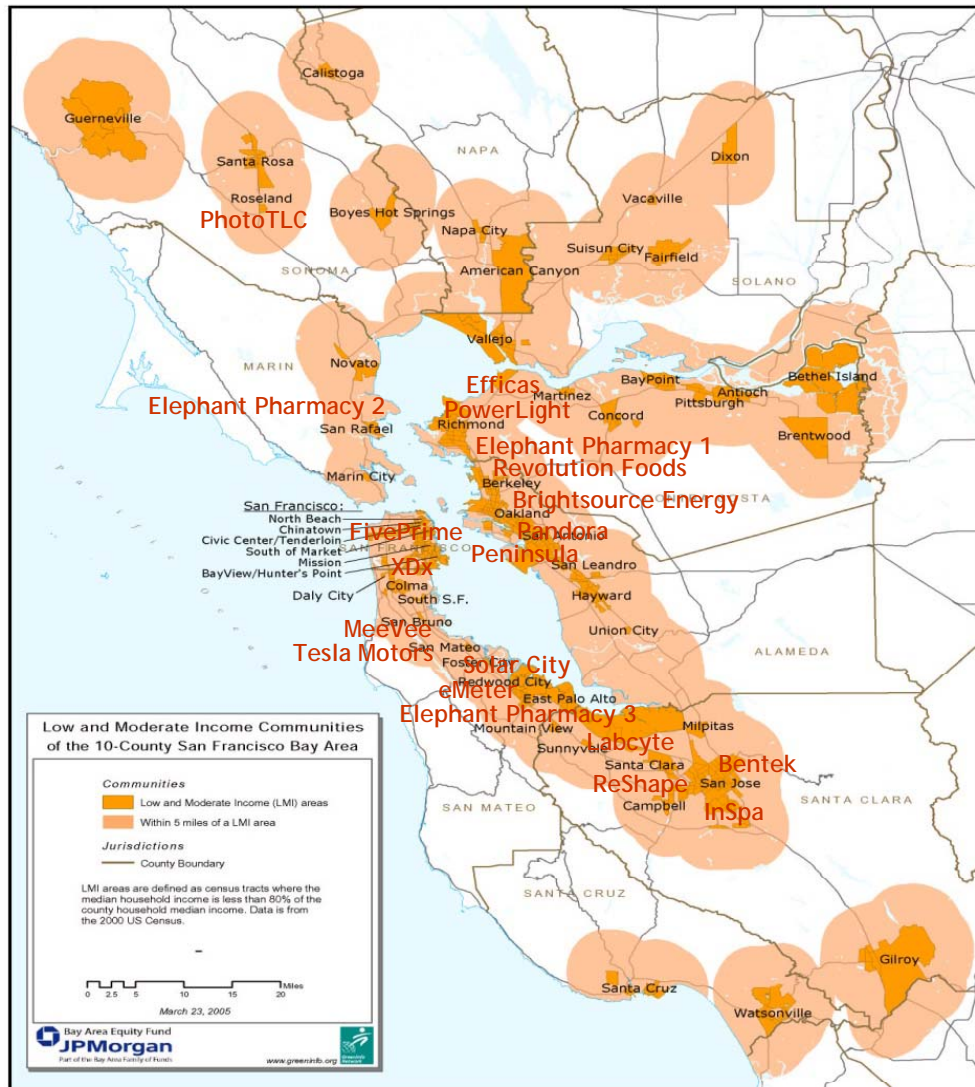 Calistoga
Guerneville
NAPA
Dixon
Santa Rosa
Vacaville
Roseland
Boyes Hot Springs
PhotoTLC
Napa City
Suisun City
Fairfield
American Canyon
SONOMA
SOLANO
Vallejo
MARIN
Novato
Efficas
BayPoint
Bethel Island
Martinez
Antioch
Pittsburgh
Elephant Pharmacy 2
PowerLight
Concord
Richmond
San Rafael
Brentwood
Elephant Pharmacy 1
Revolution Foods
Marin City
Berkeley
Brightsource Energy
CONTRA COSTA
San Francisco:
Oakland
North Beach
Chinatown
FivePrime
Pandora
San Antonio
Civic Center/Tenderloin
SAN FRANCISCO
South of Market
Peninsula
Mission
San Leandro
BayView/Hunter's Point
XDx
Colma
Daly City
Hayward
South S.F.
San Bruno
MeeVee
Union City
San Mateo
Tesla Motors
ALAMEDA
Foster City
Solar City
Redwood City
eMeter
East Palo Alto
Elephant Pharmacy 3
Milpitas
Mountain View
Labcyte
Sunnyvale
Santa Clara
Bentek
ReShape
San Jose
SAN MATEO
Campbell
InSpa
SANTA CLARA
SANTA CRUZ
Gilroy
Santa Cruz
Watsonville
Low and Moderate Income Communities
of the 10-County San Francisco Bay Area
Communities
Low and Moderate Income (LMI) areas
Within 5 miles of a LMI area
Jurisdictions
County Boundary
LMI areas are defined as census tracts where the
median household income is less than 80% of the
county household median income. Data is from
the 2000 US Census.
0 2.5 5 10 15 20 Miles
March 23, 2005
Bay Area Equity Fund
JPMorgan
Part of the Bay Area Family of Funds
www.greeninfo.org
GreenInfo
Network